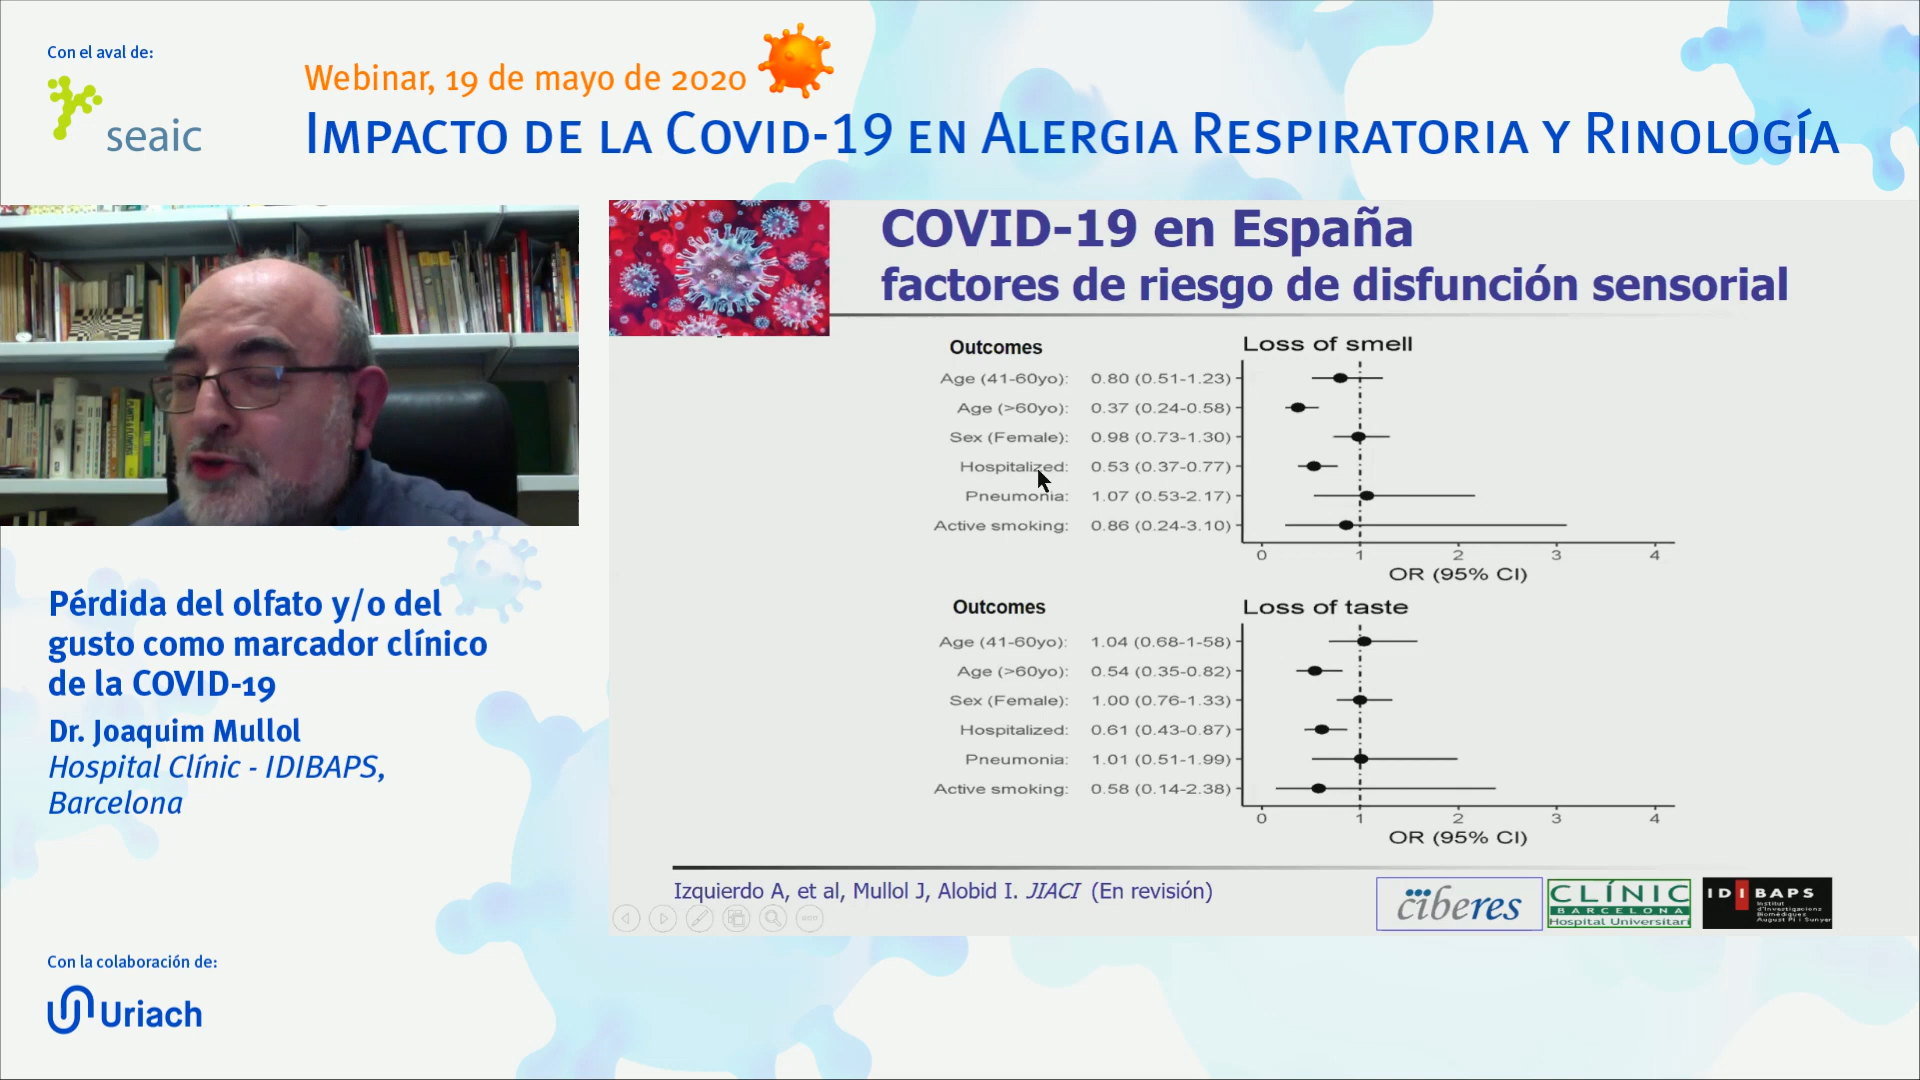 Con el aval de:
seaic
Webinar, 19 de mayo de 2020
Impacto de la Covid-19 en Alergia Respiratoria y Rinología
COVID-19 en España
factores de riesgo de disfunción sensorial
Outcomes
Loss of smell
Age (41-60yo): 0.80 (0.51-1.23)
Age (>60yo): 0.37 (0.24-0.58)
Sex (Female): 0.98 (0.73-1.30)
Hospitalized: 0.53 (0.37-0.77)
Pneumonia: 1.07 (0.53-2.17)
Active smoking: 0.86 (0.24-3.10)
0 1 2 3 4
OR (95% CI)
Outcomes
Loss of taste
Age (41-60yo): 1.04 (0.68-1-58)
Age (>60yo): 0.54 (0.35-0.82)
Sex (Female): 1.00 (0.76-1.33)
Hospitalized: 0.61 (0.43-0.87)
Pneumonia: 1.01 (0.51-1.99)
Active smoking: 0.58 (0.14-2.38)
0 1 2 3 4
OR (95% CI)
Izquierdo A, et al, Mullol J, Alobid I. JIACI (En revisión)
ciberes
CLÍNIC
BARCELONA
Hospital Universitari
IDIBAPS
Institut
d'Investigacions
Biomèdiques
August Pi i Sunyer
Pérdida del olfato y/o del
gusto como marcador clínico
de la COVID-19
Dr. Joaquim Mullol
Hospital Clínic - IDIBAPS,
Barcelona
Con la colaboración de:
Uriach